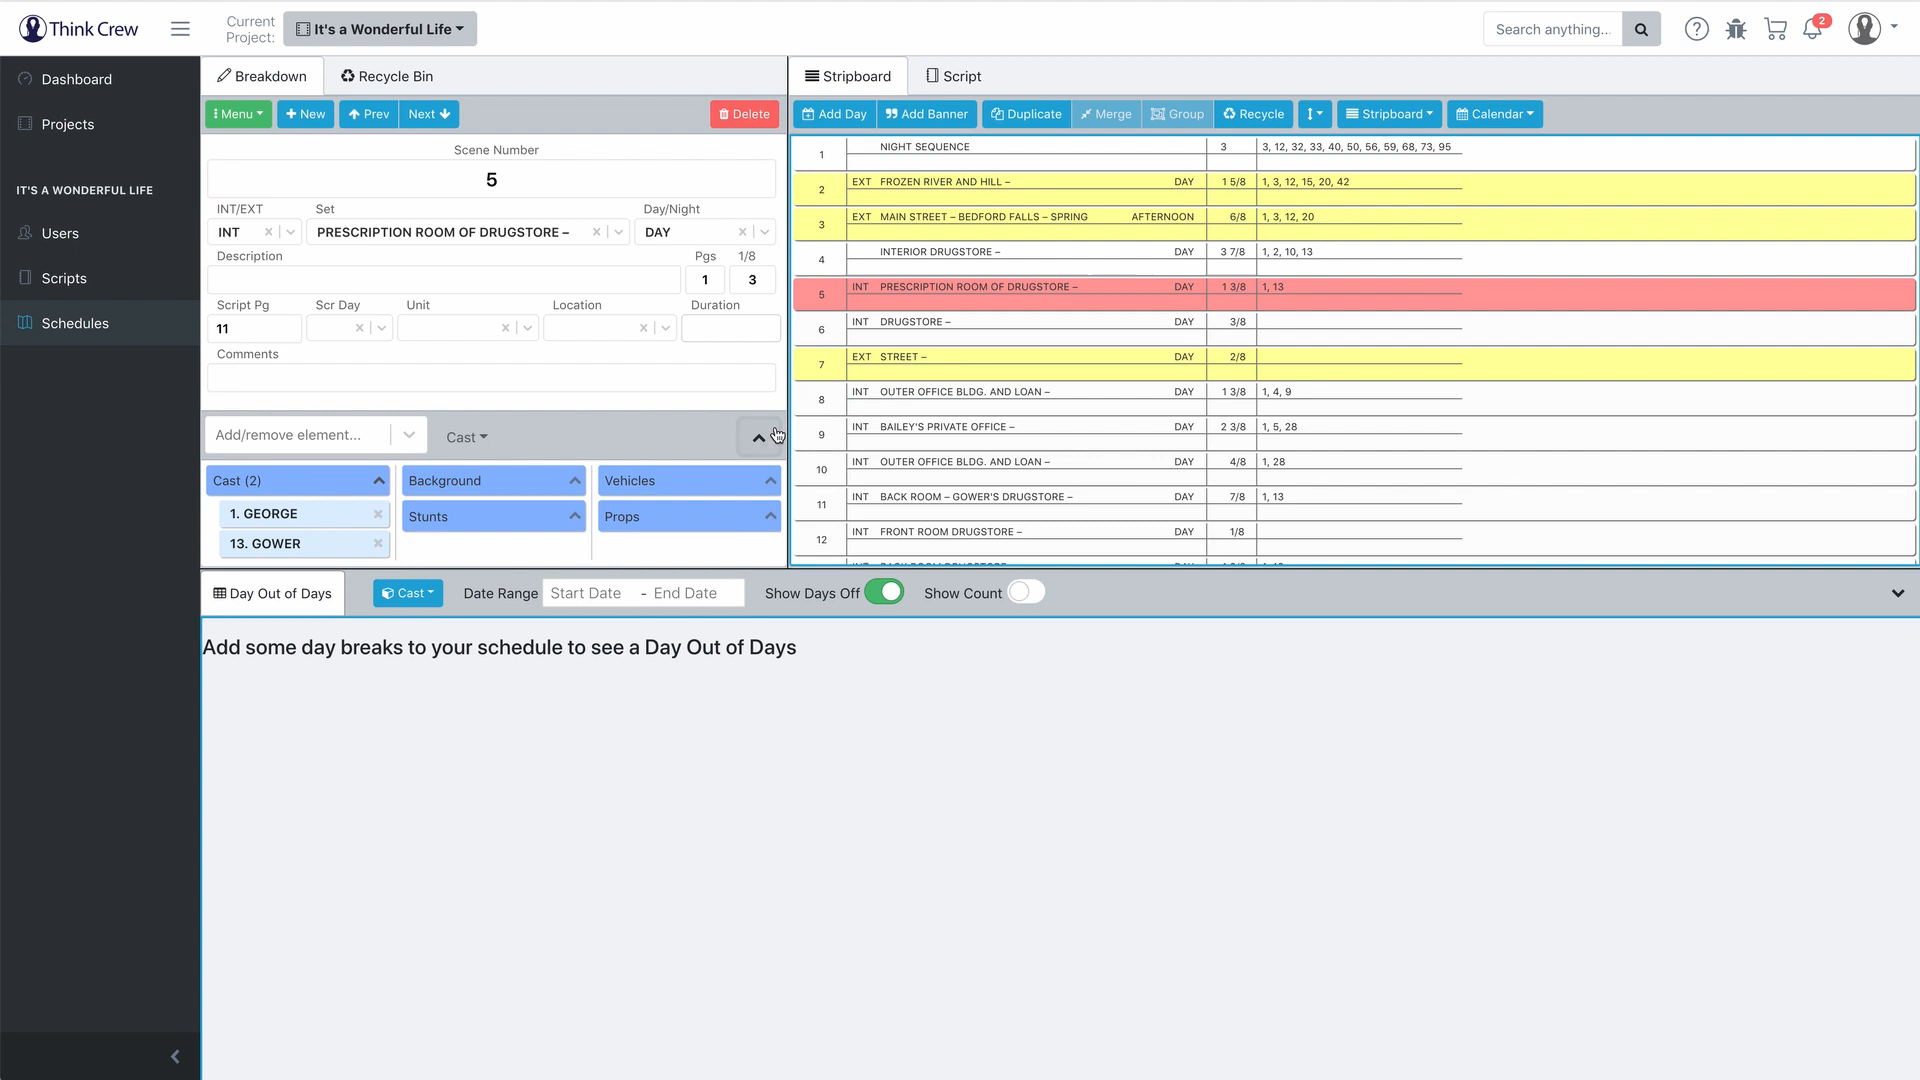 Think Crew
Current Project:
It's a Wonderful Life
Search anything...
2
Dashboard
Projects
IT'S A WONDERFUL LIFE
Users
Scripts
Schedules
Breakdown
Recycle Bin
Menu
New
Prev
Next
Delete
Scene Number
5
INT/EXT Set Day/Night
INT PRESCRIPTION ROOM OF DRUGSTORE – DAY
Description Pgs 1/8
1 3
Script Pg Scr Day Unit Location Duration
11
Comments
Add/remove element...
Cast
Cast (2) Background Vehicles
1. GEORGE Stunts Props
13. GOWER
Stripboard
Script
Add Day
Add Banner
Duplicate
Merge
Group
Recycle
Stripboard
Calendar
1 NIGHT SEQUENCE 3 3, 12, 32, 33, 40, 50, 56, 59, 68, 73, 95
2 EXT FROZEN RIVER AND HILL – DAY 1 5/8 1, 3, 12, 15, 20, 42
3 EXT MAIN STREET – BEDFORD FALLS – SPRING AFTERNOON 6/8 1, 3, 12, 20
4 INTERIOR DRUGSTORE – DAY 3 7/8 1, 2, 10, 13
5 INT PRESCRIPTION ROOM OF DRUGSTORE – DAY 1 3/8 1, 13
6 INT DRUGSTORE – DAY 3/8
7 EXT STREET – DAY 2/8
8 INT OUTER OFFICE BLDG. AND LOAN – DAY 1 3/8 1, 4, 9
9 INT BAILEY'S PRIVATE OFFICE – DAY 2 3/8 1, 5, 28
10 INT OUTER OFFICE BLDG. AND LOAN – DAY 4/8 1, 28
11 INT BACK ROOM – GOWER'S DRUGSTORE – DAY 7/8 1, 13
12 INT FRONT ROOM DRUGSTORE – DAY 1/8
Day Out of Days
Cast
Date Range Start Date - End Date
Show Days Off
Show Count
Add some day breaks to your schedule to see a Day Out of Days